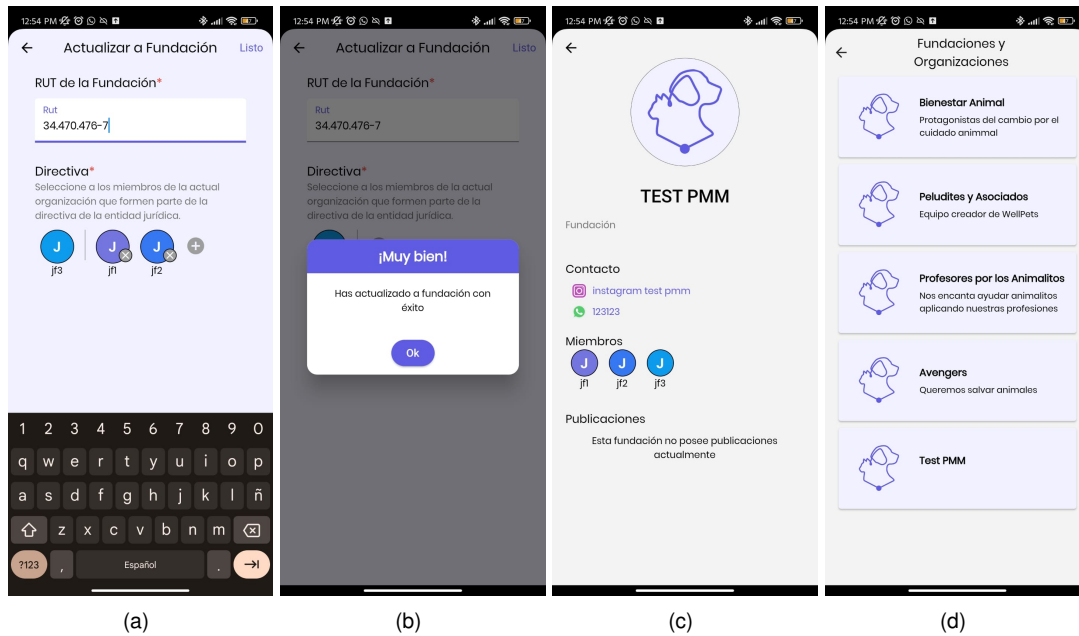 12:54 PM
Actualizar a Fundación
Listo
RUT de la Fundación*
Rut
34.470.476-7
Directiva*
Seleccione a los miembros de la actual
organización que formen parte de la
directiva de la entidad jurídica.
J J J
jf3 jf1 jf2
1 2 3 4 5 6 7 8 9 0
q w e r t y u i o p
a s d f g h j k l ñ
z x c v b n m
?123 , Español .
(a)
12:54 PM
Actualizar a Fundación
Listo
RUT de la Fundación*
Rut
34.470.476-7
Directiva*
Seleccione a los miembros de la actual
organización que formen parte de la
directiva de la entidad jurídica.
¡Muy bien!
Has actualizado a fundación con
éxito
Ok
(b)
12:54 PM
TEST PMM
Fundación
Contacto
instagram test pmm
123123
Miembros
J J J
jf1 jf2 jf3
Publicaciones
Esta fundación no posee publicaciones
actualmente
(c)
12:54 PM
Fundaciones y
Organizaciones
Bienestar Animal
Protagonistas del cambio por el
cuidado animmal
Peludites y Asociados
Equipo creador de WellPets
Profesores por los Animalitos
Nos encanta ayudar animalitos
aplicando nuestras profesiones
Avengers
Queremos salvar animales
Test PMM
(d)